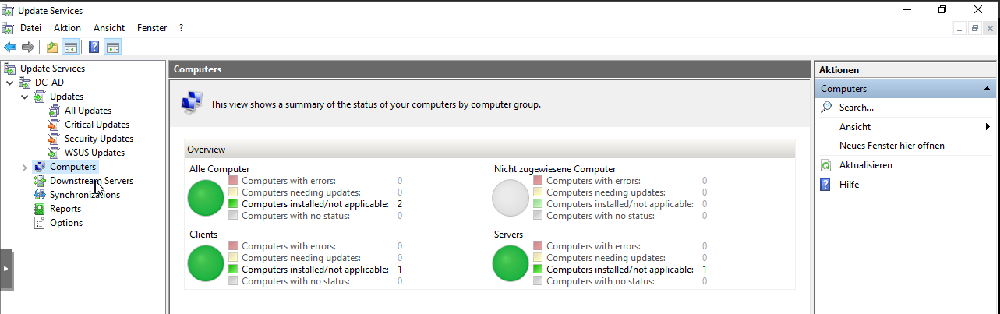 Update Services
Datei Aktion Ansicht Fenster ?
Update Services
DC-AD
Updates
All Updates
Critical Updates
Security Updates
WSUS Updates
Computers
Downstream Servers
Synchronizations
Reports
Options
Computers
This view shows a summary of the status of your computers by computer group.
Overview
Alle Computer
Computers with errors: 0
Computers needing updates: 0
Computers installed/not applicable: 2
Computers with no status: 0
Nicht zugewiesene Computer
Computers with errors: 0
Computers needing updates: 0
Computers installed/not applicable: 0
Computers with no status: 0
Clients
Computers with errors: 0
Computers needing updates: 0
Computers installed/not applicable: 1
Computers with no status: 0
Servers
Computers with errors: 0
Computers needing updates: 0
Computers installed/not applicable: 1
Computers with no status: 0
Aktionen
Computers
Search...
Ansicht
Neues Fenster hier öffnen
Aktualisieren
Hilfe